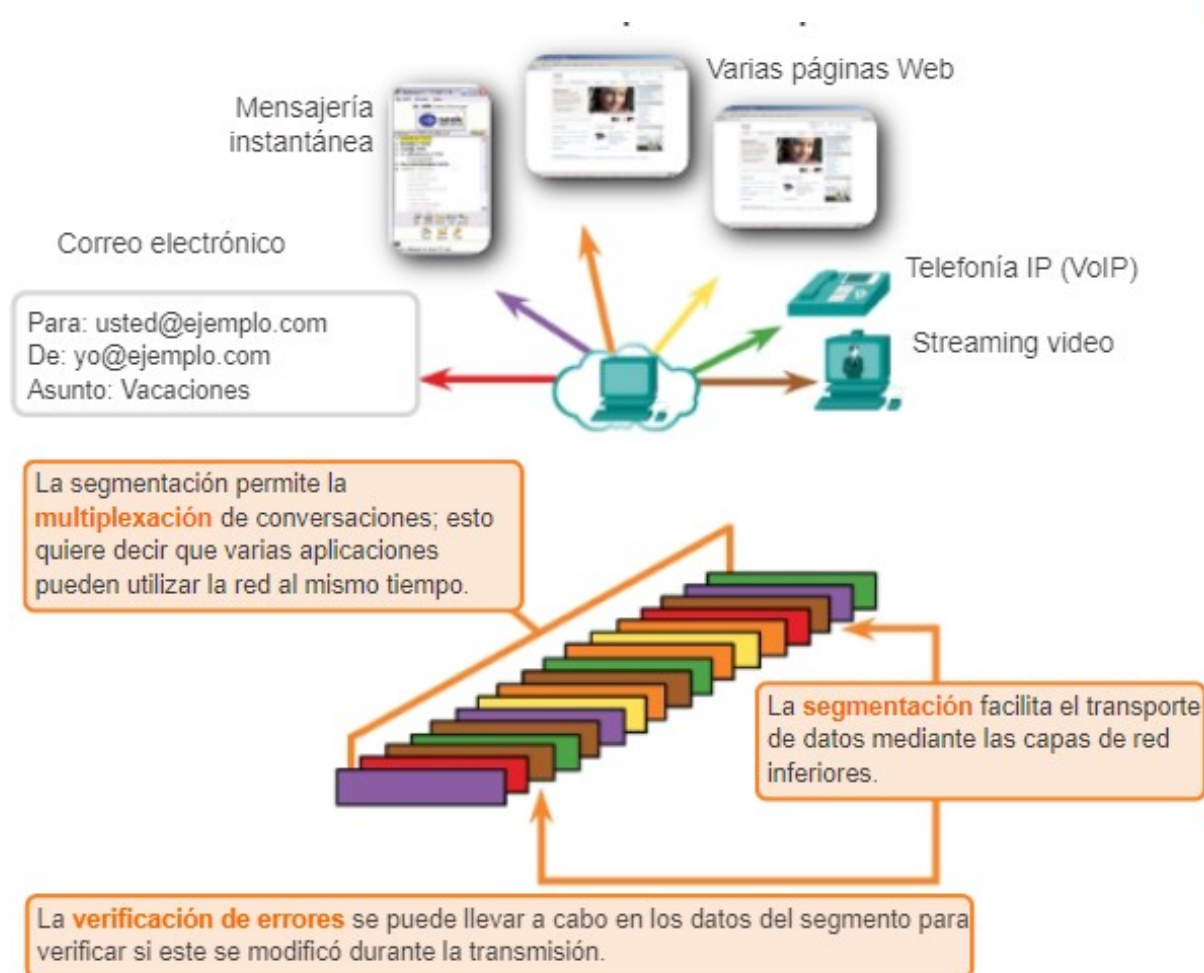 Varias páginas Web
Mensajería
instantánea
Correo electrónico
Telefonía IP (VoIP)
Para: usted@ejemplo.com
De: yo@ejemplo.com
Asunto: Vacaciones
Streaming video
La segmentación permite la
multiplexación de conversaciones; esto
quiere decir que varias aplicaciones
pueden utilizar la red al mismo tiempo.
La segmentación facilita el transporte
de datos mediante las capas de red
inferiores.
La verificación de errores se puede llevar a cabo en los datos del segmento para
verificar si este se modificó durante la transmisión.